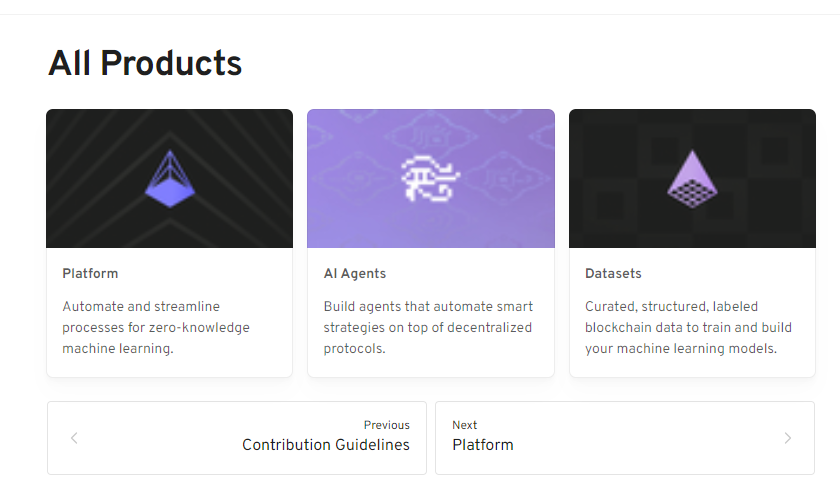 All Products
Platform
Automate and streamline
processes for zero-knowledge
machine learning.
AI Agents
Build agents that automate smart
strategies on top of decentralized
protocols.
Datasets
Curated, structured, labeled
blockchain data to train and build
your machine learning models.
Previous
Contribution Guidelines
Next
Platform